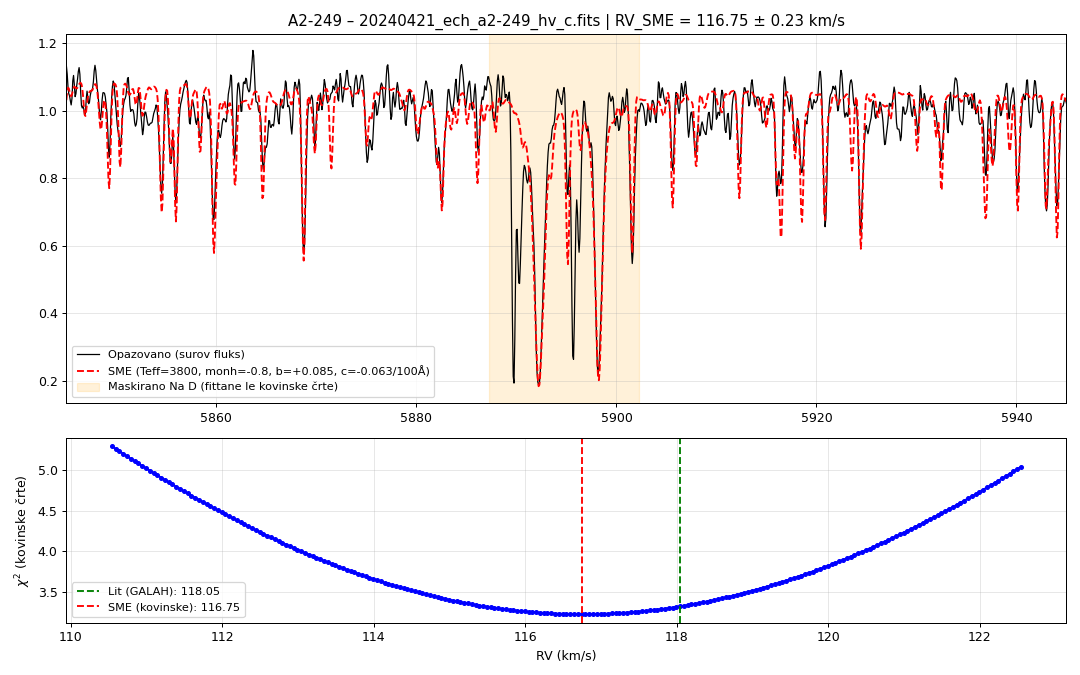 A2-249 – 20240421_ech_a2-249_hv_c.fits | RV_SME = 116.75 ± 0.23 km/s
1.2
1.0
0.8
0.6
0.4
0.2
Opazovano (surov fluks)
SME (Teff=3800, monh=-0.8, b=+0.085, c=-0.063/100Å)
Maskirano Na D (fittane le kovinske črte)
5860 5880 5900 5920 5940
χ² (kovinske črte)
5.0
4.5
4.0
3.5
Lit (GALAH): 118.05
SME (kovinske): 116.75
110 112 114 116 118 120 122
RV (km/s)